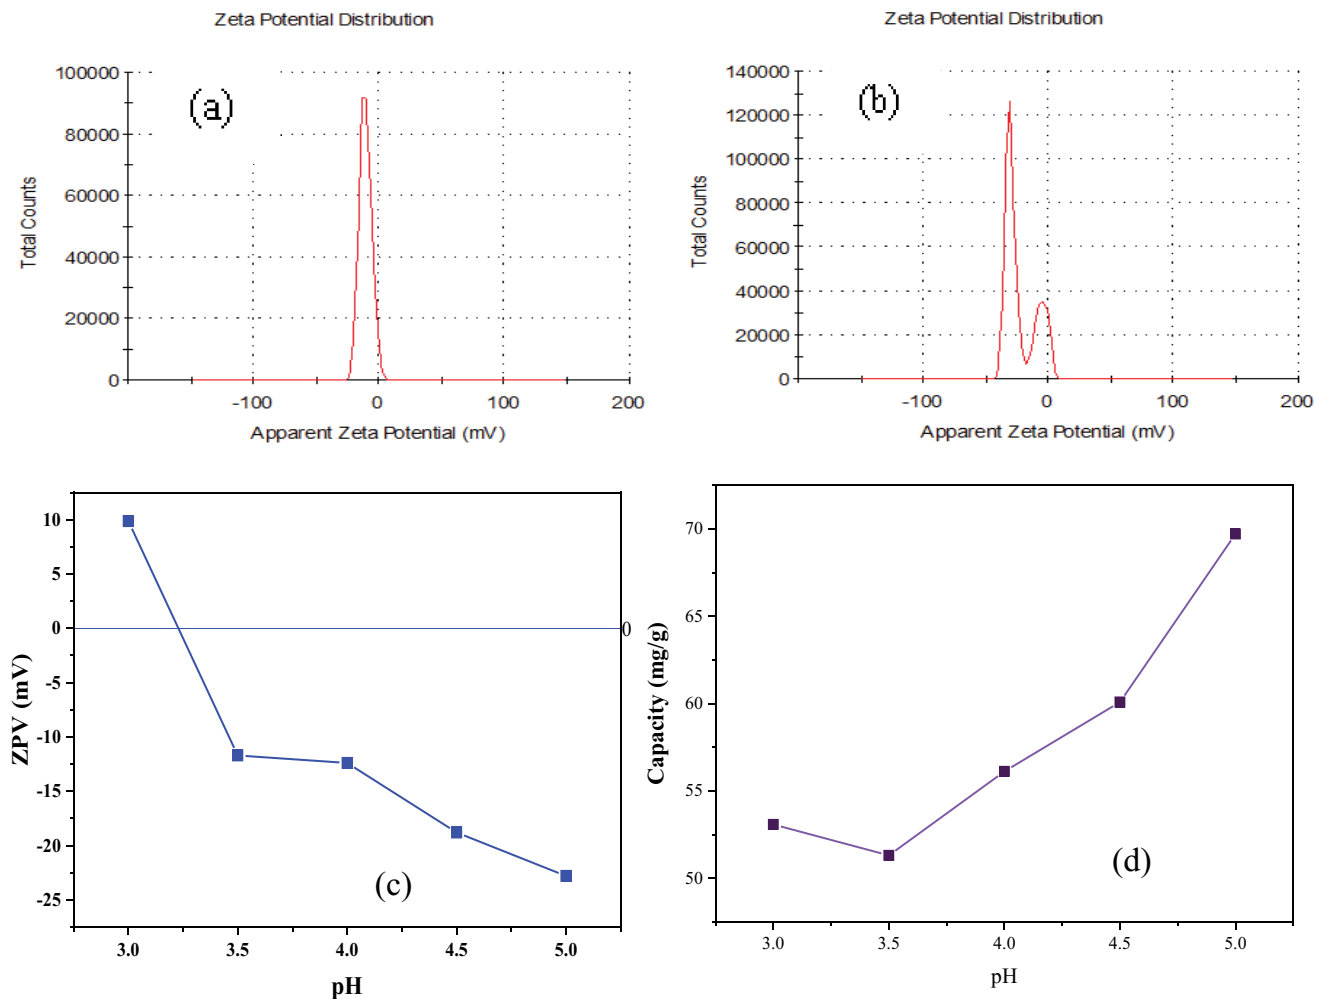 Zeta Potential Distribution
(a)
Total Counts
100000
80000
60000
40000
20000
0
-100 0 100 200
Apparent Zeta Potential (mV)
Zeta Potential Distribution
(b)
Total Counts
140000
120000
100000
80000
60000
40000
20000
0
-100 0 100 200
Apparent Zeta Potential (mV)
ZPV (mV)
10
5
0
-5
-10
-15
-20
-25
0
(c)
3.0 3.5 4.0 4.5 5.0
pH
Capacity (mg/g)
70
65
60
55
50
(d)
3.0 3.5 4.0 4.5 5.0
pH